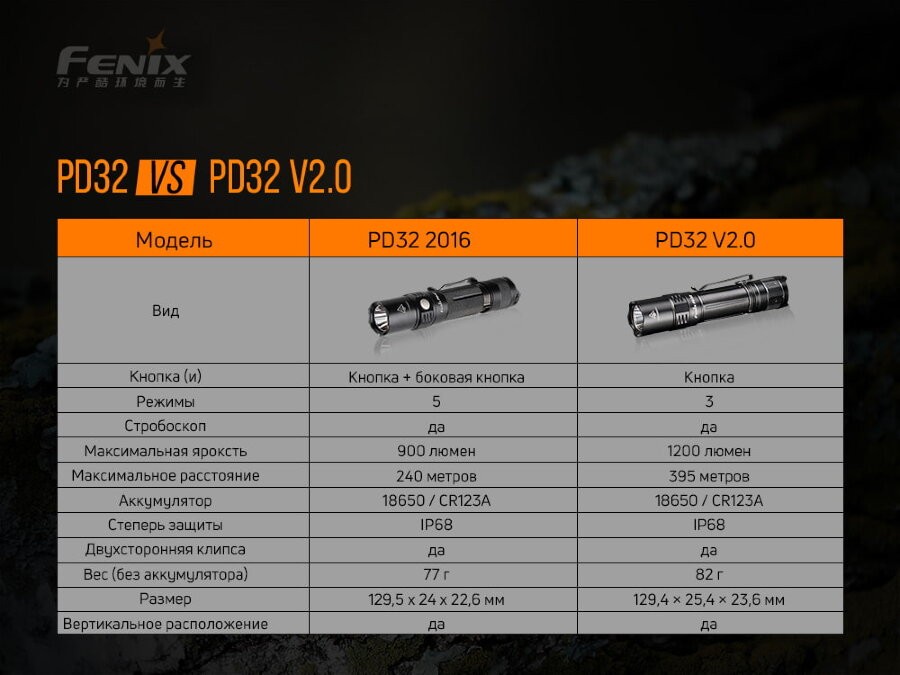 FENIX
为严酷环境而生
PD32 VS PD32 V2.0
Модель PD32 2016 PD32 V2.0
Вид
Кнопка (и) Кнопка + боковая кнопка Кнопка
Режимы 5 3
Стробоскоп да да
Максимальная яроксть 900 люмен 1200 люмен
Максимальное расстояние 240 метров 395 метров
Аккумулятор 18650 / CR123A 18650 / CR123A
Степерь защиты IP68 IP68
Двухсторонняя клипса да да
Вес (без аккумулятора) 77 г 82 г
Размер 129,5 x 24 x 22,6 мм 129,4 × 25,4 × 23,6 мм
Вертикальное расположение да да